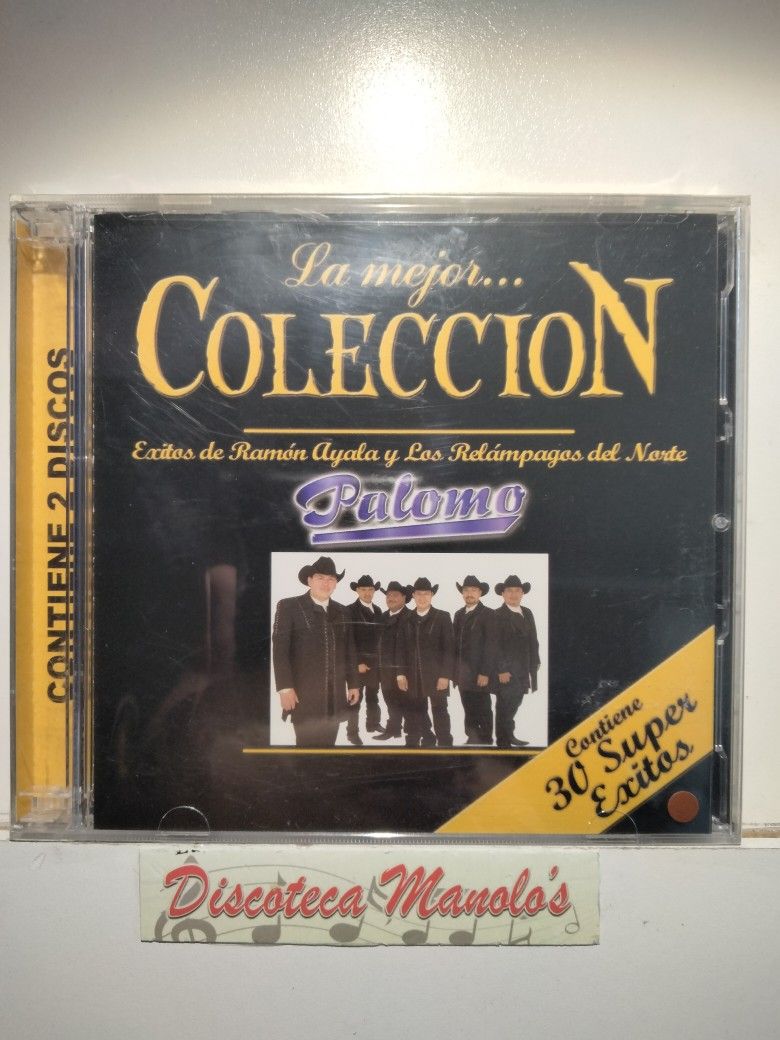 La mejor...
COLECCION
Exitos de Ramón Ayala y Los Relámpagos del Norte
Palomo
Contiene
30 Super
Exitos
CONTIENE 2 DISCOS
Discoteca Manolo's